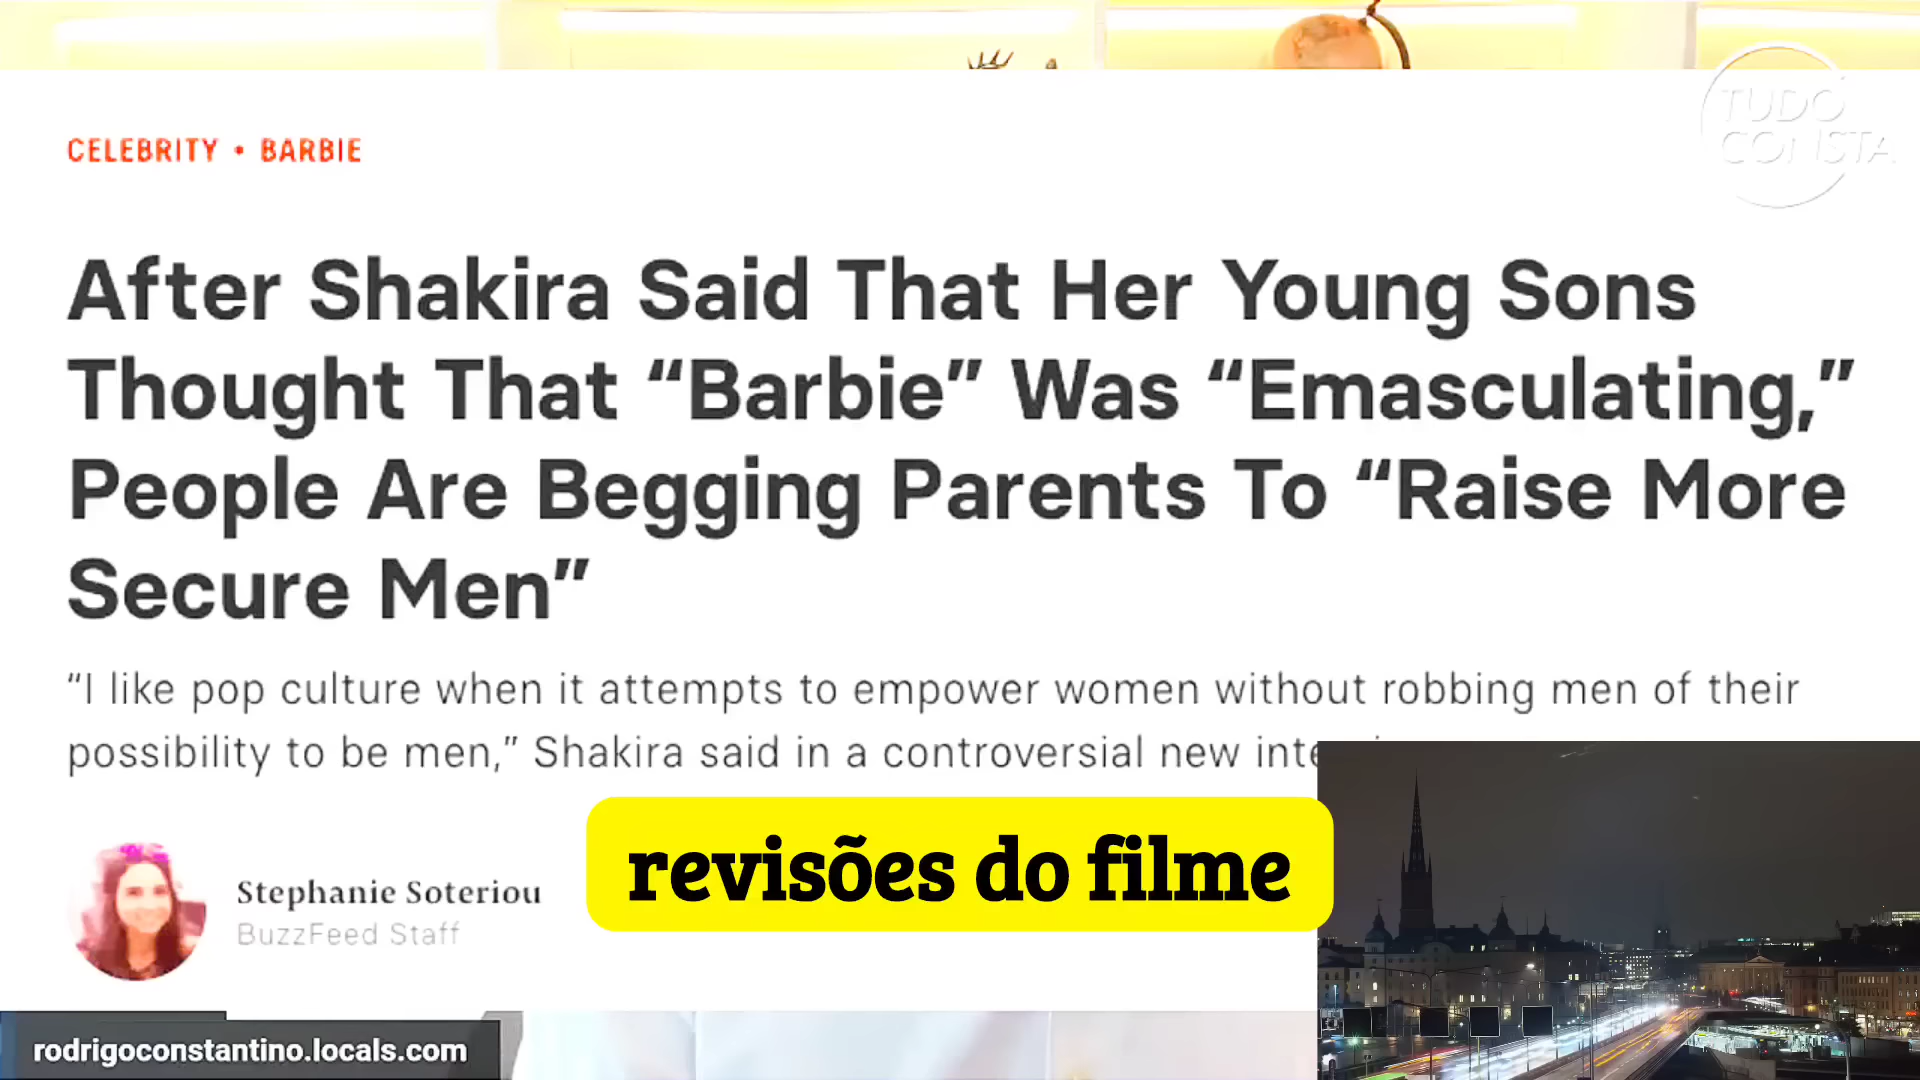 TUDO
CONSTA
CELEBRITY • BARBIE
After Shakira Said That Her Young Sons
Thought That “Barbie” Was “Emasculating,”
People Are Begging Parents To “Raise More
Secure Men”
“I like pop culture when it attempts to empower women without robbing men of their
possibility to be men,” Shakira said in a controversial new
revisões do filme
Stephanie Soteriou
BuzzFeed Staff
rodrigoconstantino.locals.com